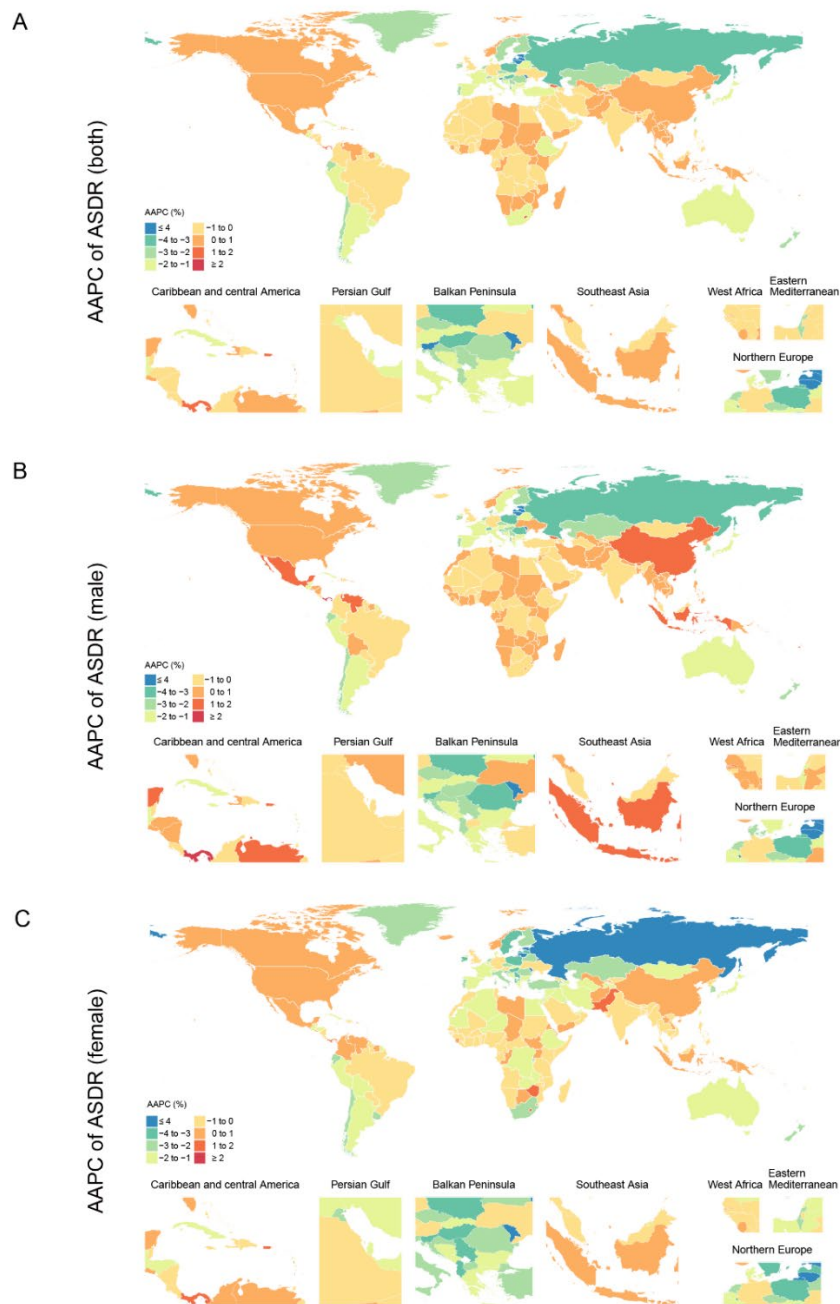 A
AAPC of ASDR (both)
AAPC (%)
≤ 4
−4 to −3
−3 to −2
−2 to −1
−1 to 0
0 to 1
1 to 2
≥ 2
Caribbean and central America
Persian Gulf
Balkan Peninsula
Southeast Asia
West Africa
Eastern
Mediterranean
Northern Europe
B
AAPC of ASDR (male)
AAPC (%)
≤ 4
−4 to −3
−3 to −2
−2 to −1
−1 to 0
0 to 1
1 to 2
≥ 2
Caribbean and central America
Persian Gulf
Balkan Peninsula
Southeast Asia
West Africa
Eastern
Mediterranean
Northern Europe
C
AAPC of ASDR (female)
AAPC (%)
≤ 4
−4 to −3
−3 to −2
−2 to −1
−1 to 0
0 to 1
1 to 2
≥ 2
Caribbean and central America
Persian Gulf
Balkan Peninsula
Southeast Asia
West Africa
Eastern
Mediterranean
Northern Europe